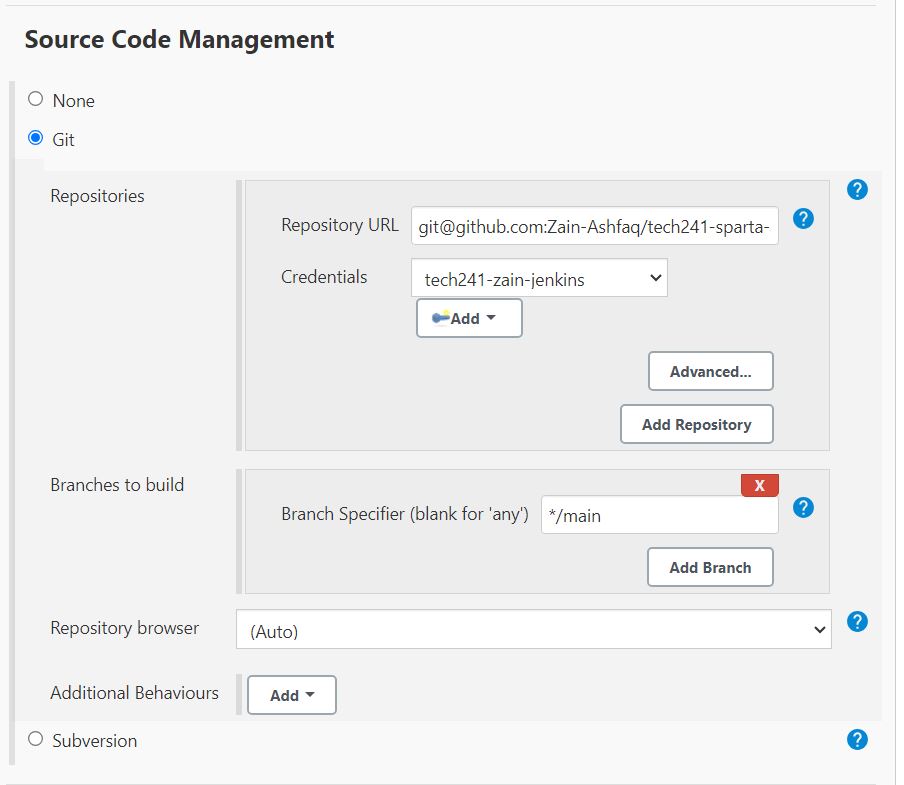 Source Code Management
None
Git
Repositories
?
Repository URL
git@github.com:Zain-Ashfaq/tech241-sparta-
?
Credentials
tech241-zain-jenkins
Add
Advanced...
Add Repository
Branches to build
X
Branch Specifier (blank for 'any')
*/main
?
Add Branch
Repository browser
(Auto)
?
Additional Behaviours
Add
Subversion
?